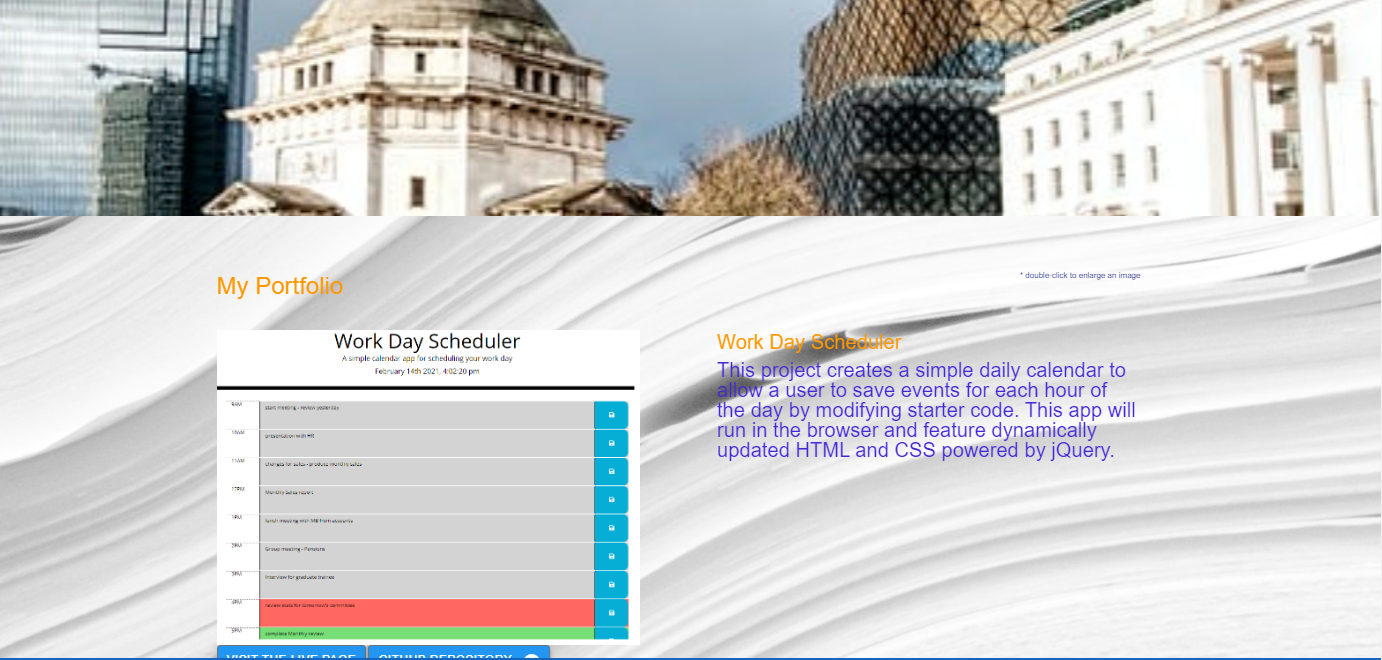 My Portfolio
* double-click to enlarge an image
Work Day Scheduler
A simple calendar app for scheduling your work day
February 14th 2021, 4:02:20 pm
9AM
start meeting - review yesterday
10AM
presentation with HR
11AM
changes for sales - produce monthly sales
12PM
Monthly Sales report
1PM
lunch meeting with MB from accounts
2PM
Group meeting - Pensions
3PM
Interview for graduate trainee
4PM
review stats for tomorrow's committee
5PM
complete Monthly review
VISIT THE LIVE PAGE
GITHUB REPOSITORY
Work Day Scheduler
This project creates a simple daily calendar to
allow a user to save events for each hour of
the day by modifying starter code. This app will
run in the browser and feature dynamically
updated HTML and CSS powered by jQuery.